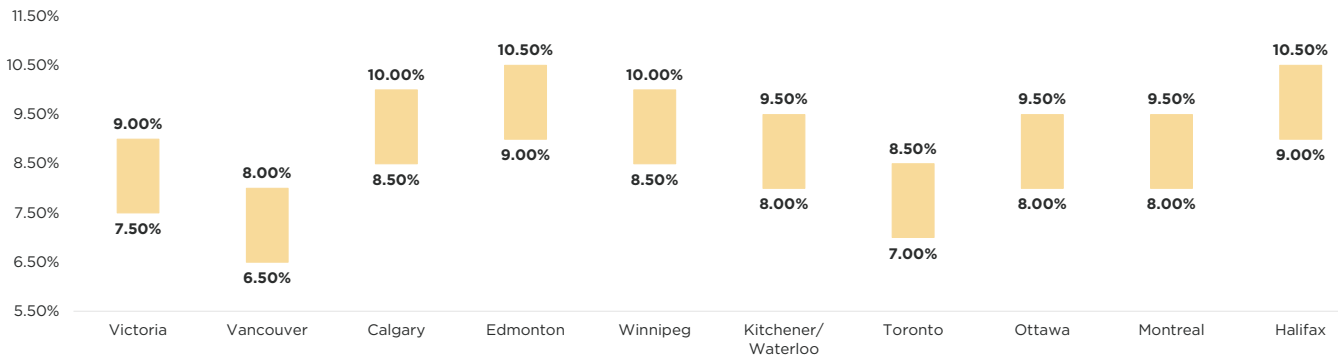 11.50%
10.50%
9.50%
8.50%
7.50%
6.50%
5.50%
9.00%
7.50%
8.00%
6.50%
10.00%
8.50%
10.50%
9.00%
10.00%
8.50%
9.50%
8.00%
8.50%
7.00%
9.50%
8.00%
9.50%
8.00%
10.50%
9.00%
Victoria
Vancouver
Calgary
Edmonton
Winnipeg
Kitchener/
Waterloo
Toronto
Ottawa
Montreal
Halifax